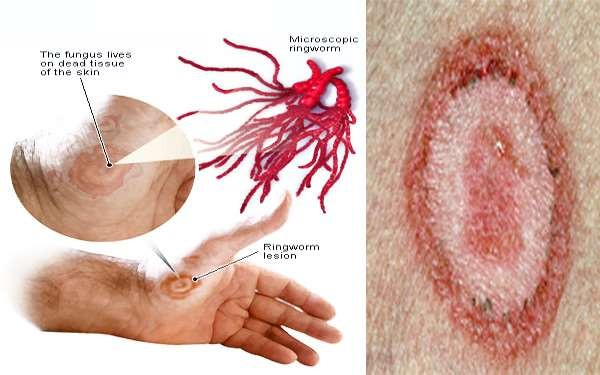 Microscopic
ringworm
The fungus lives
on dead tissue
of the skin
Ringworm
lesion